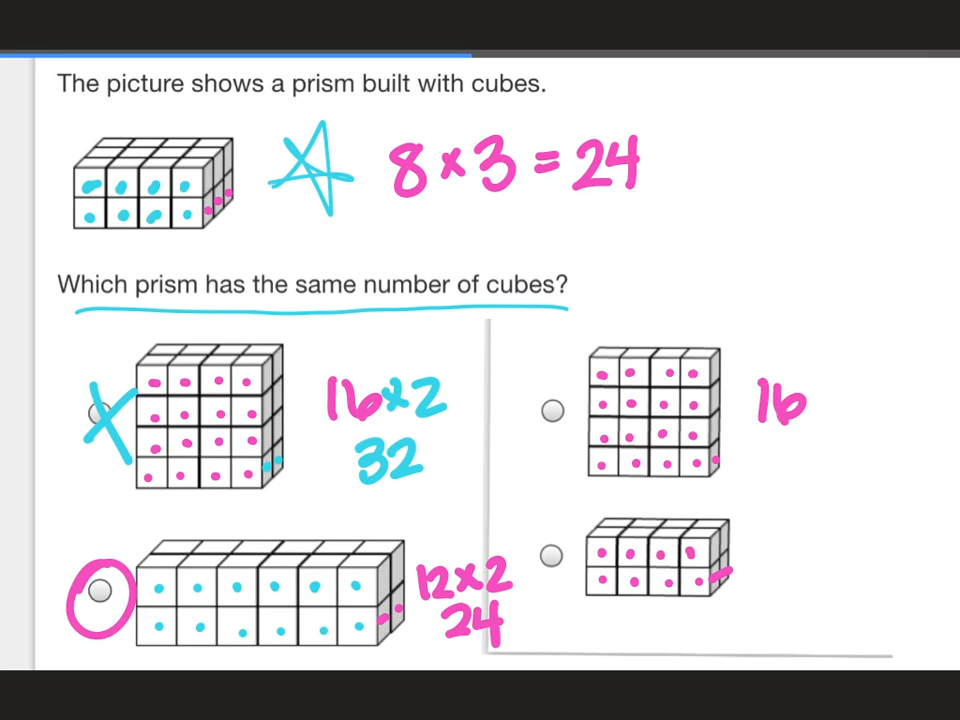 The picture shows a prism built with cubes.
8 × 3 = 24
Which prism has the same number of cubes?
16×2
32
16
12×2
24